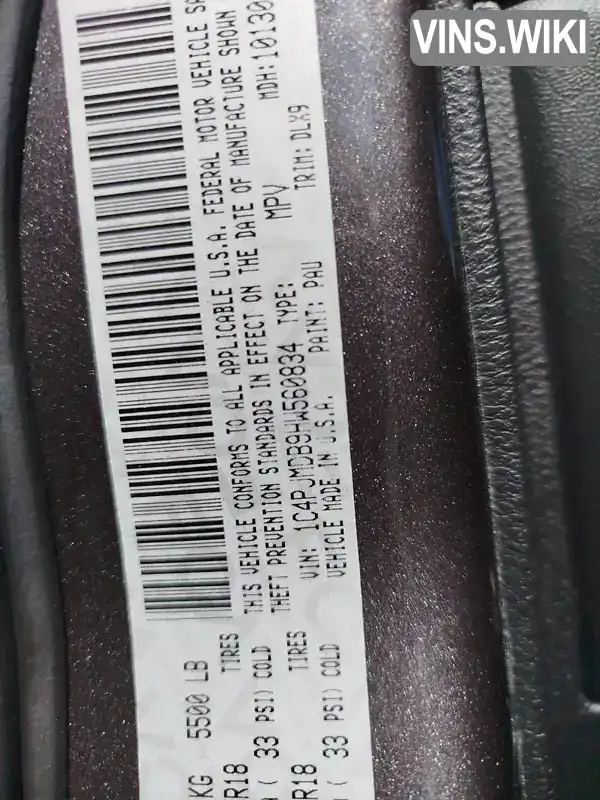 VINS.WIKI
KG 5500 LB
R18 TIRES
( 33 PSI) COLD
R18 TIRES
( 33 PSI) COLD
THIS VEHICLE CONFORMS TO ALL APPLICABLE U.S.A. FEDERAL MOTOR VEHICLE SA
THEFT PREVENTION STANDARDS IN EFFECT ON THE DATE OF MANUFACTURE SHOWN
VIN: 1C4PJMDB9HW560834 TYPE: MPV MDH:10130
VEHICLE MADE IN U.S.A. PAINT: PAU TRIM: DLX9